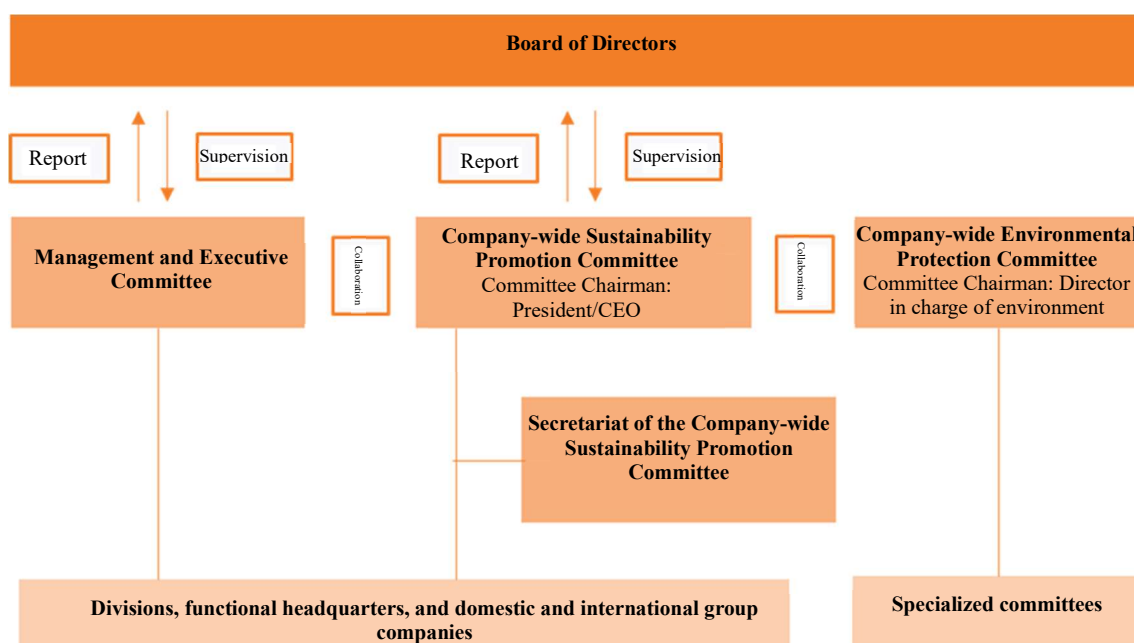 Board of Directors
Report
Supervision
Report
Supervision
Management and Executive
Committee
Collaboration
Company-wide Sustainability
Promotion Committee
Committee Chairman:
President/CEO
Collaboration
Company-wide Environmental
Protection Committee
Committee Chairman: Director
in charge of environment
Secretariat of the Company-wide
Sustainability Promotion
Committee
Divisions, functional headquarters, and domestic and international group
companies
Specialized committees